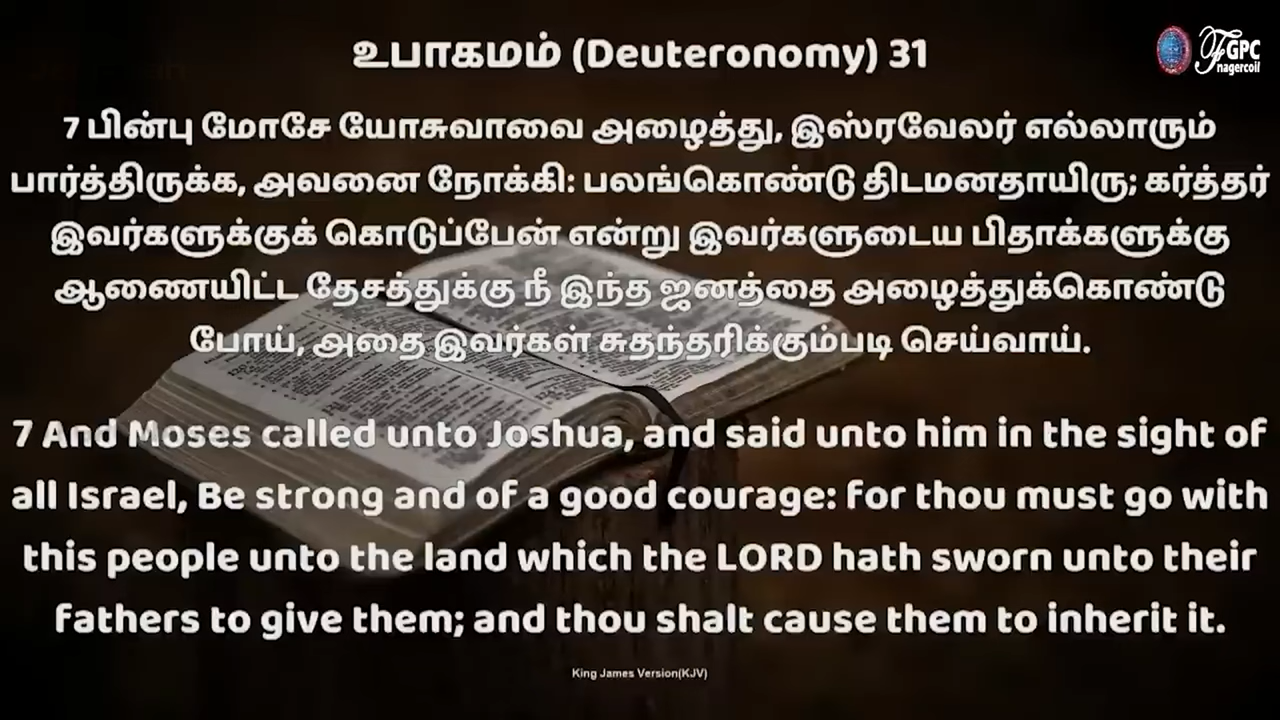 உபாகமம் (Deuteronomy) 31
FGPC
nagercoil
7 பின்பு மோசே யோசுவாவை அழைத்து, இஸ்ரவேலர் எல்லாரும்
பார்த்திருக்க, அவனை நோக்கி: பலங்கொண்டு திடமனதாயிரு; கர்த்தர்
இவர்களுக்குக் கொடுப்பேன் என்று இவர்களுடைய பிதாக்களுக்கு
ஆணையிட்ட தேசத்துக்கு நீ இந்த ஜனத்தை அழைத்துக்கொண்டு
போய், அதை இவர்கள் சுதந்தரிக்கும்படி செய்வாய்.
7 And Moses called unto Joshua, and said unto him in the sight of
all Israel, Be strong and of a good courage: for thou must go with
this people unto the land which the LORD hath sworn unto their
fathers to give them; and thou shalt cause them to inherit it.
King James Version(KJV)